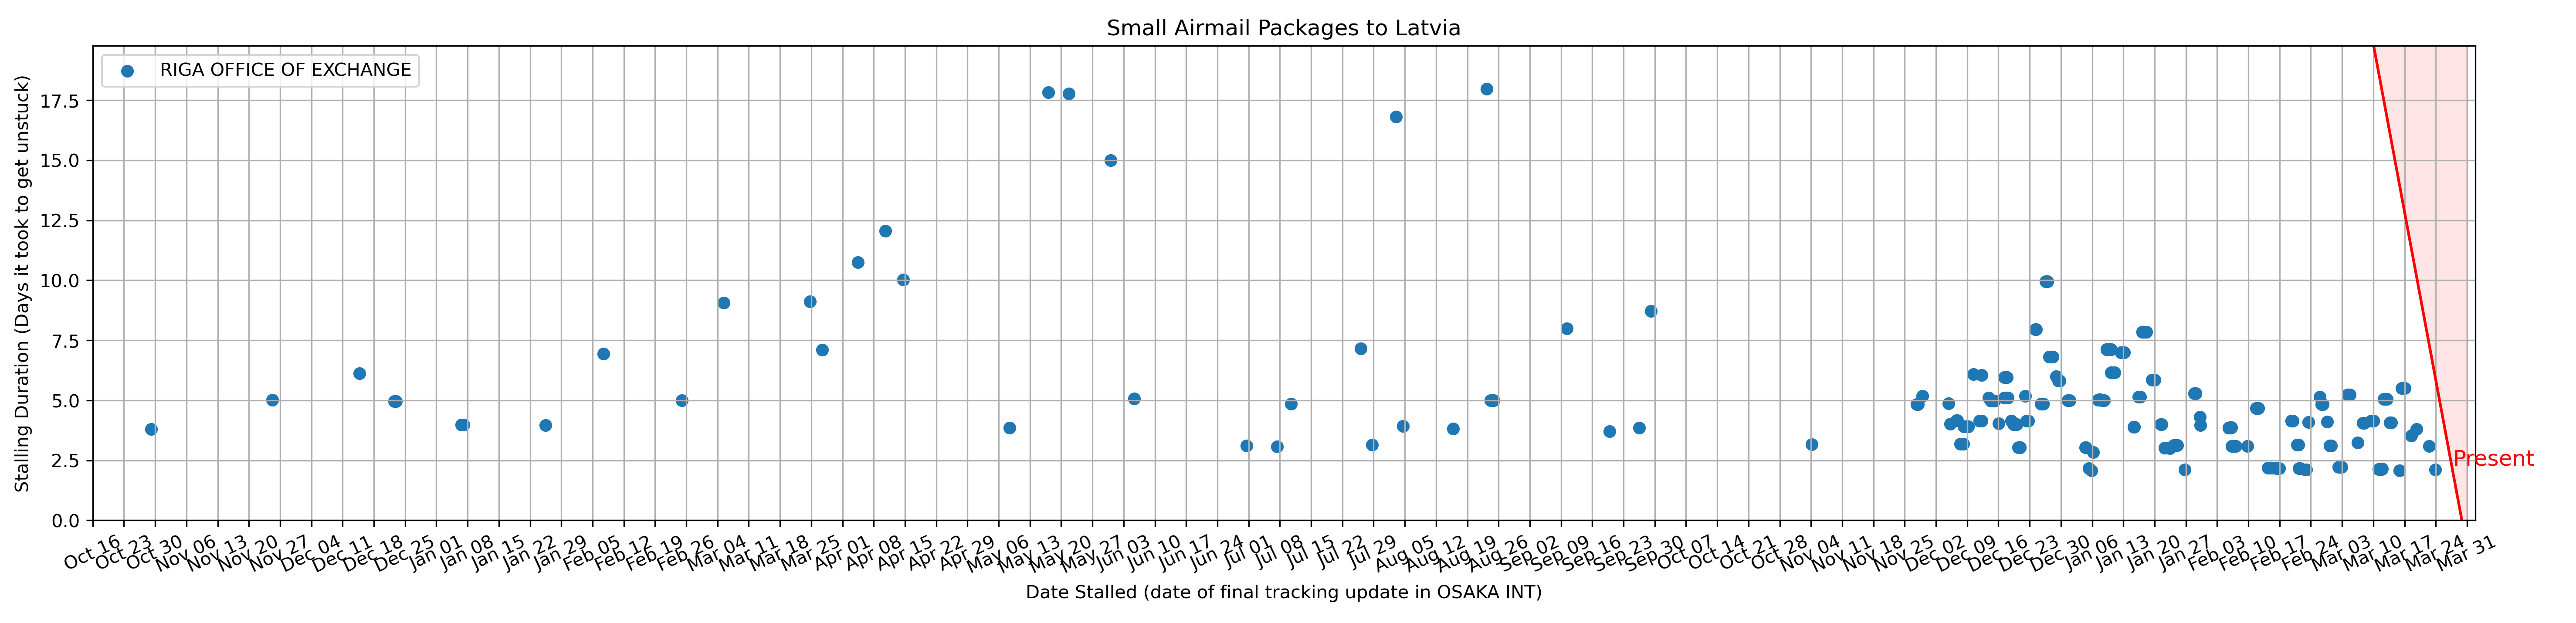 Small Airmail Packages to Latvia
RIGA OFFICE OF EXCHANGE
Stalling Duration (Days it took to get unstuck)
17.5
15.0
12.5
10.0
7.5
5.0
2.5
0.0
Present
Oct 16
Oct 23
Oct 30
Nov 06
Nov 13
Nov 20
Nov 27
Dec 04
Dec 11
Dec 18
Dec 25
Jan 01
Jan 08
Jan 15
Jan 22
Jan 29
Feb 05
Feb 12
Feb 19
Feb 26
Mar 04
Mar 11
Mar 18
Mar 25
Apr 01
Apr 08
Apr 15
Apr 22
Apr 29
May 06
May 13
May 20
May 27
Jun 03
Jun 10
Jun 17
Jun 24
Jul 01
Jul 08
Jul 15
Jul 22
Jul 29
Aug 05
Aug 12
Aug 19
Aug 26
Sep 02
Sep 09
Sep 16
Sep 23
Sep 30
Oct 07
Oct 14
Oct 21
Oct 28
Nov 04
Nov 11
Nov 18
Nov 25
Dec 02
Dec 09
Dec 16
Dec 23
Dec 30
Jan 06
Jan 13
Jan 20
Jan 27
Feb 03
Feb 10
Feb 17
Feb 24
Mar 03
Mar 10
Mar 17
Mar 24
Mar 31
Date Stalled (date of final tracking update in OSAKA INT)